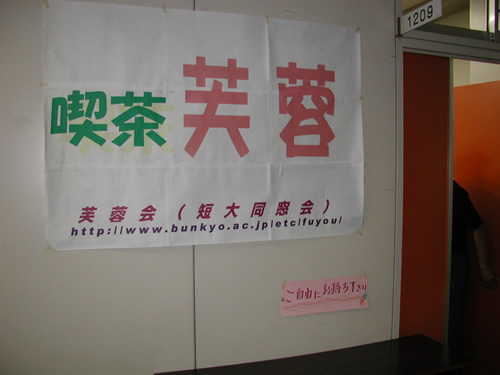 1209
喫茶 芙蓉
芙蓉会(短大同窓会)
http://www.bunkyo.ac.jp/etc/fuyou/
ご自由にお持ち下さい